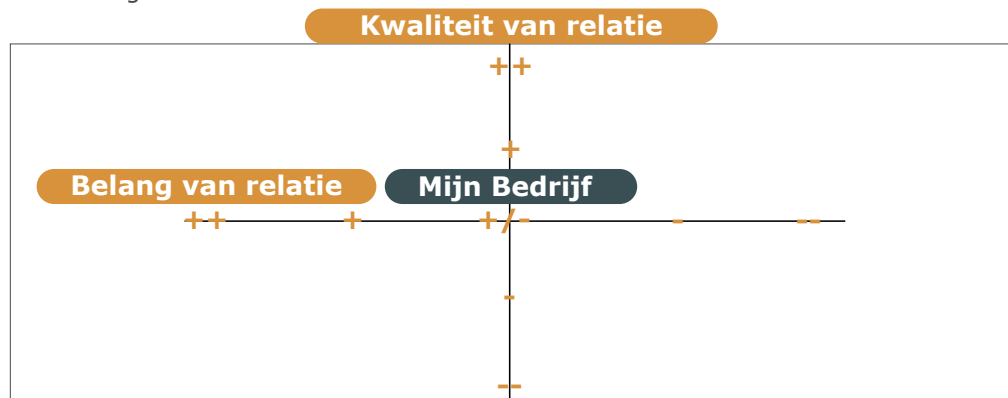 Kwaliteit van relatie
++
+
Belang van relatie
Mijn Bedrijf
++ + +/- - --
-
--